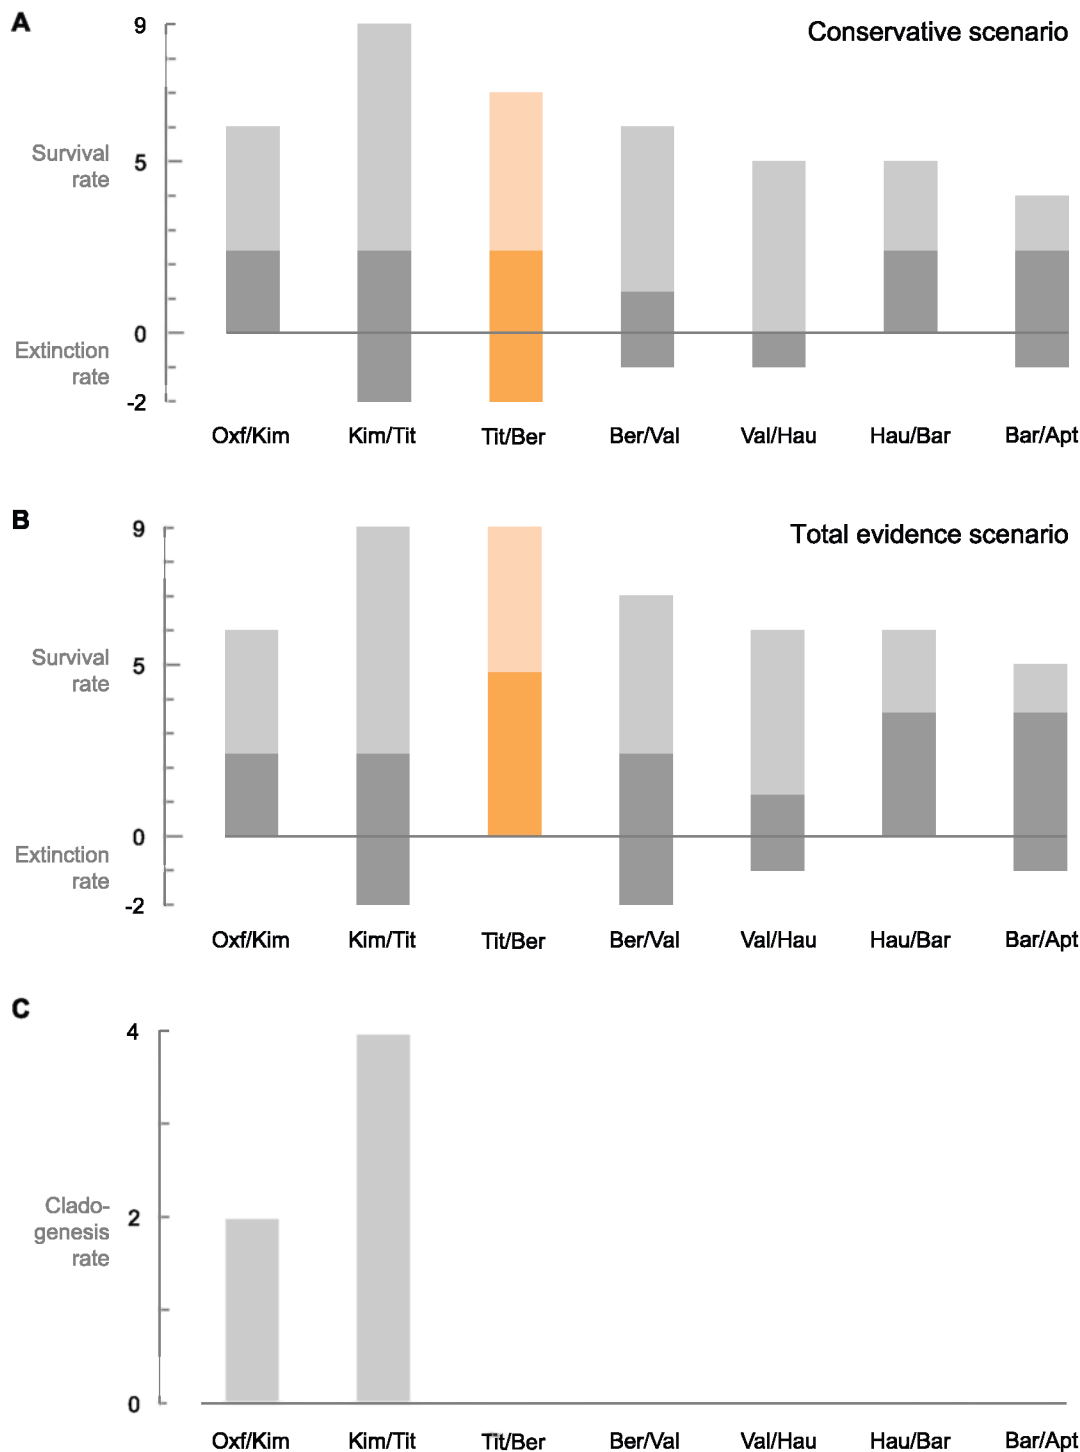 A
Conservative scenario
9
Survival
rate
5
0
Extinction
rate
-2
Oxf/Kim Kim/Tit Tit/Ber Ber/Val Val/Hau Hau/Bar Bar/Apt
B
Total evidence scenario
9
Survival
rate
5
0
Extinction
rate
-2
Oxf/Kim Kim/Tit Tit/Ber Ber/Val Val/Hau Hau/Bar Bar/Apt
C
4
Clado-
genesis
rate
2
0
Oxf/Kim Kim/Tit Tit/Ber Ber/Val Val/Hau Hau/Bar Bar/Apt